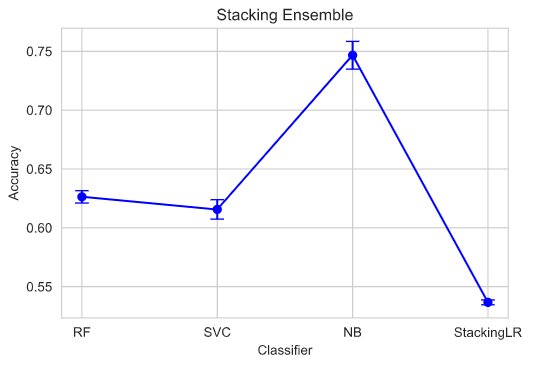 Stacking Ensemble
0.75
0.70
0.65
0.60
0.55
Accuracy
RF SVC NB StackingLR
Classifier